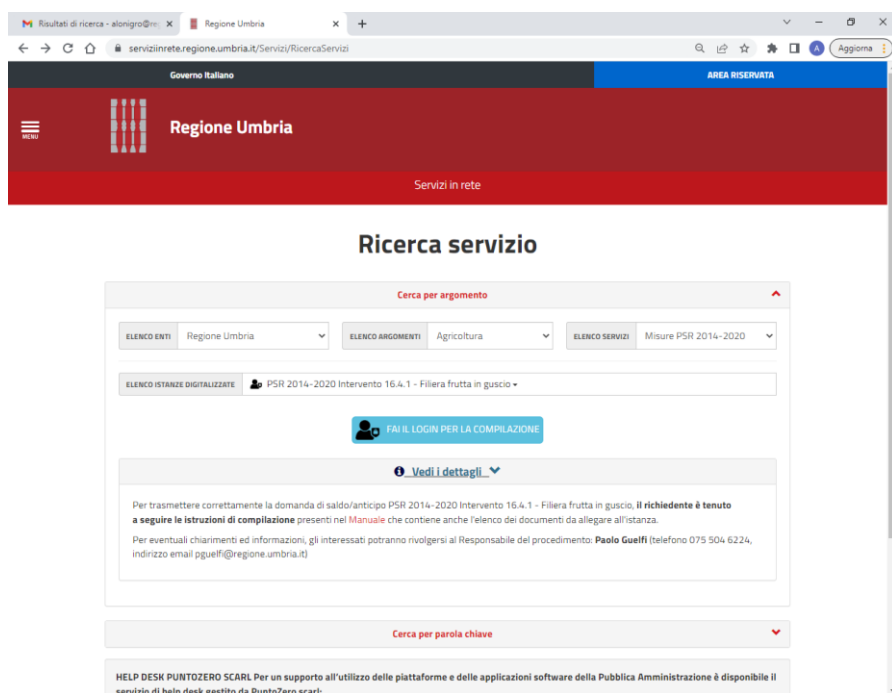 Risultati di ricerca - alonigro@re
Regione Umbria
serviziinrete.regione.umbria.it/Servizi/RicercaServizi
A
Aggiorna
Governo Italiano
AREA RISERVATA
MENU
Regione Umbria
Servizi in rete
Ricerca servizio
Cerca per argomento
ELENCO ENTI Regione Umbria ELENCO ARGOMENTI Agricoltura ELENCO SERVIZI Misure PSR 2014-2020
ELENCO ISTANZE DIGITALIZZATE PSR 2014-2020 Intervento 16.4.1 - Filiera frutta in guscio
FAI IL LOGIN PER LA COMPILAZIONE
Vedi i dettagli
Per trasmettere correttamente la domanda di saldo/anticipo PSR 2014-2020 Intervento 16.4.1 - Filiera frutta in guscio, il richiedente è tenuto
a seguire le istruzioni di compilazione presenti nel Manuale che contiene anche l'elenco dei documenti da allegare all'istanza.
Per eventuali chiarimenti ed informazioni, gli interessati potranno rivolgersi al Responsabile del procedimento: Paolo Guelfi (telefono 075 504 6224,
indirizzo email pguelfi@regione.umbria.it)
Cerca per parola chiave
HELP DESK PUNTOZERO SCARL Per un supporto all'utilizzo delle piattaforme e delle applicazioni software della Pubblica Amministrazione è disponibile il
servizio di help desk gestito da PuntoZero scarl: